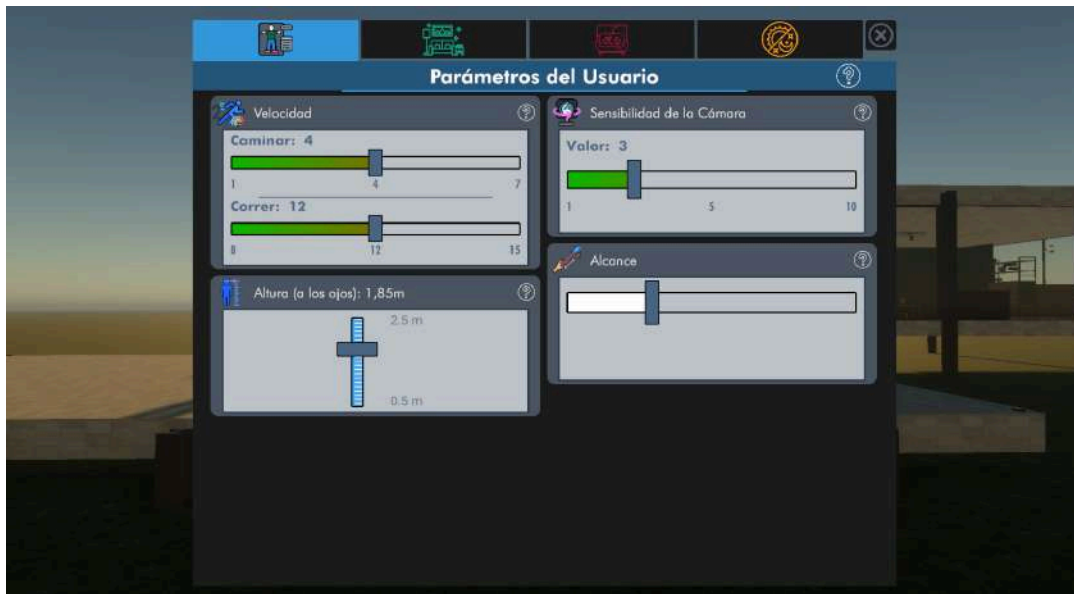 Parámetros del Usuario
?
Velocidad
?
Caminar: 4
1 4 7
Correr: 12
8 12 15
Altura (a los ojos): 1,85m
?
2.5 m
0.5 m
Sensibilidad de la Cámara
?
Valor: 3
1 5 10
Alcance
?